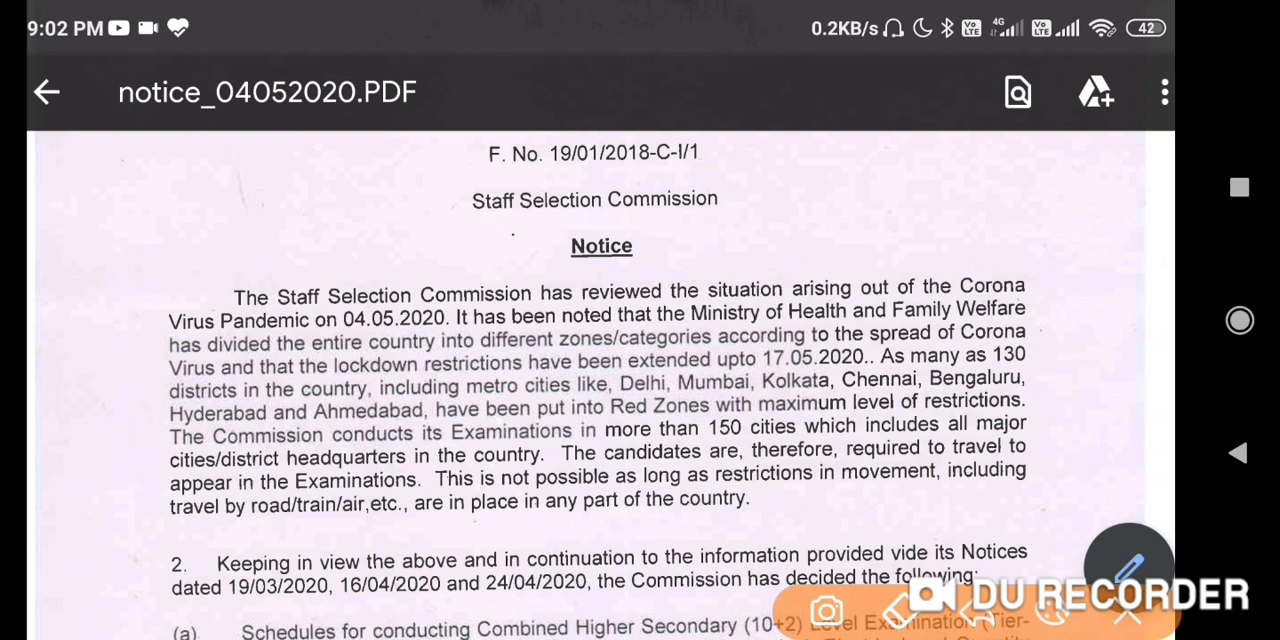 9:02 PM
0.2KB/s 4G Vo LTE Vo LTE 42
notice_04052020.PDF
F. No. 19/01/2018-C-I/1
Staff Selection Commission
Notice
The Staff Selection Commission has reviewed the situation arising out of the Corona
Virus Pandemic on 04.05.2020. It has been noted that the Ministry of Health and Family Welfare
has divided the entire country into different zones/categories according to the spread of Corona
Virus and that the lockdown restrictions have been extended upto 17.05.2020.. As many as 130
districts in the country, including metro cities like, Delhi, Mumbai, Kolkata, Chennai, Bengaluru,
Hyderabad and Ahmedabad, have been put into Red Zones with maximum level of restrictions.
The Commission conducts its Examinations in more than 150 cities which includes all major
cities/district headquarters in the country. The candidates are, therefore, required to travel to
appear in the Examinations. This is not possible as long as restrictions in movement, including
travel by road/train/air,etc., are in place in any part of the country.
2. Keeping in view the above and in continuation to the information provided vide its Notices
dated 19/03/2020, 16/04/2020 and 24/04/2020, the Commission has decided the following:
DU RECORDER
(a) Schedules for conducting Combined Higher Secondary (10+2) Level Examination (Tier-